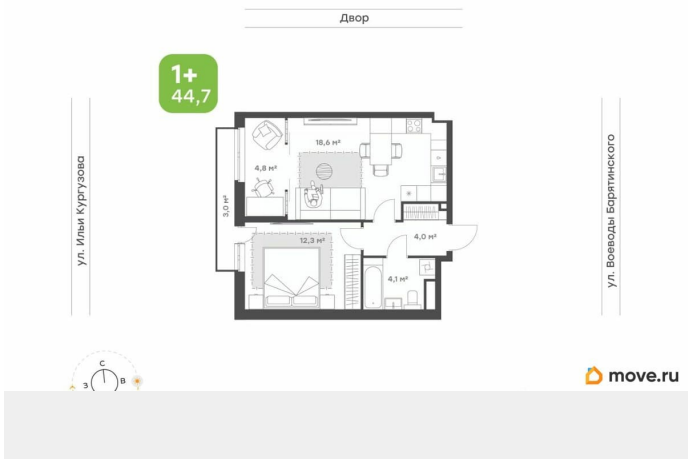 Двор
1+
44,7
18,6 м²
4,8 м²
3,0 м²
12,3 м²
4,0 м²
4,1 м²
ул. Ильи Кургузова
ул. Воеводы Барятинского
С
З
В
move.ru